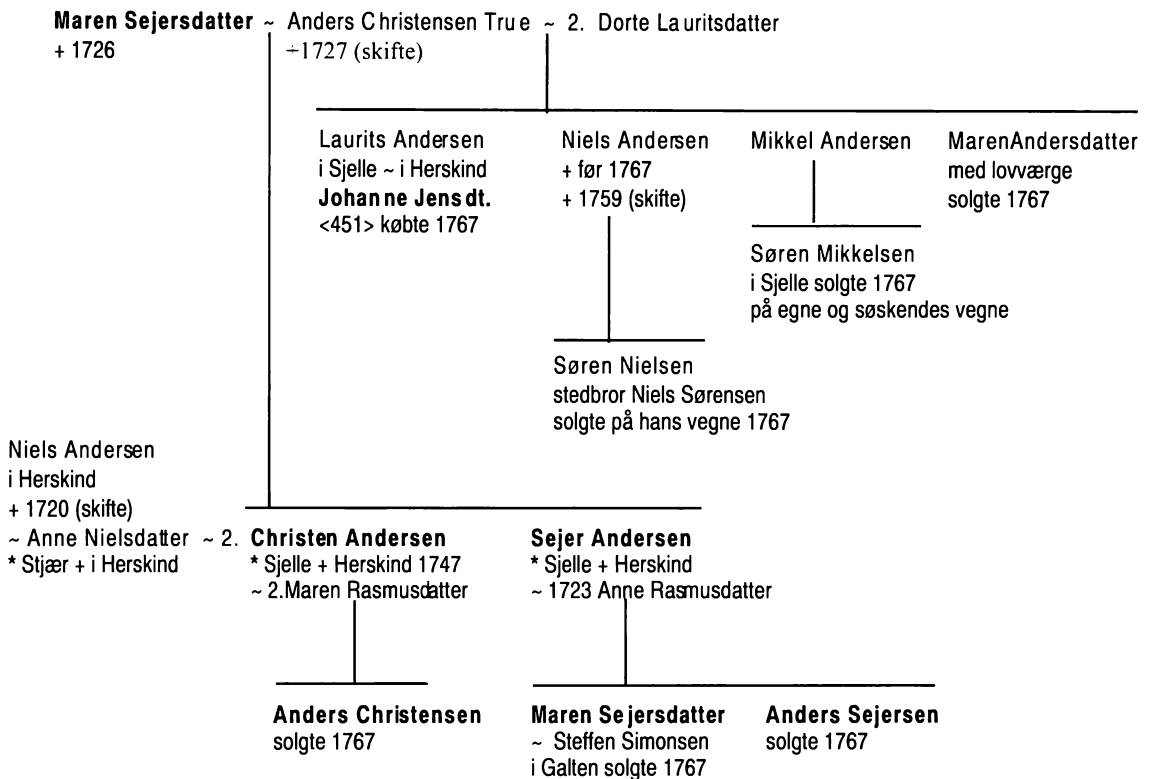 Maren Sejersdatter ~ Anders Christensen True ~ 2. Dorte Lauritsdatter
+ 1726
÷1727 (skifte)
Laurits Andersen
i Sjelle ~ i Herskind
Johanne Jensdt.
<451> købte 1767
Niels Andersen
+ før 1767
+ 1759 (skifte)
Mikkel Andersen
MarenAndersdatter
med lovværge
solgte 1767
Søren Mikkelsen
i Sjelle solgte 1767
på egne og søskendes vegne
Søren Nielsen
stedbror Niels Sørensen
solgte på hans vegne 1767
Niels Andersen
i Herskind
+ 1720 (skifte)
~ Anne Nielsdatter ~ 2. Christen Andersen
* Stjær + i Herskind
* Sjelle + Herskind 1747
~ 2.Maren Rasmusdatter
Sejer Andersen
* Sjelle + Herskind
~ 1723 Anne Rasmusdatter
Anders Christensen
solgte 1767
Maren Sejersdatter
~ Steffen Simonsen
i Galten solgte 1767
Anders Sejersen
solgte 1767